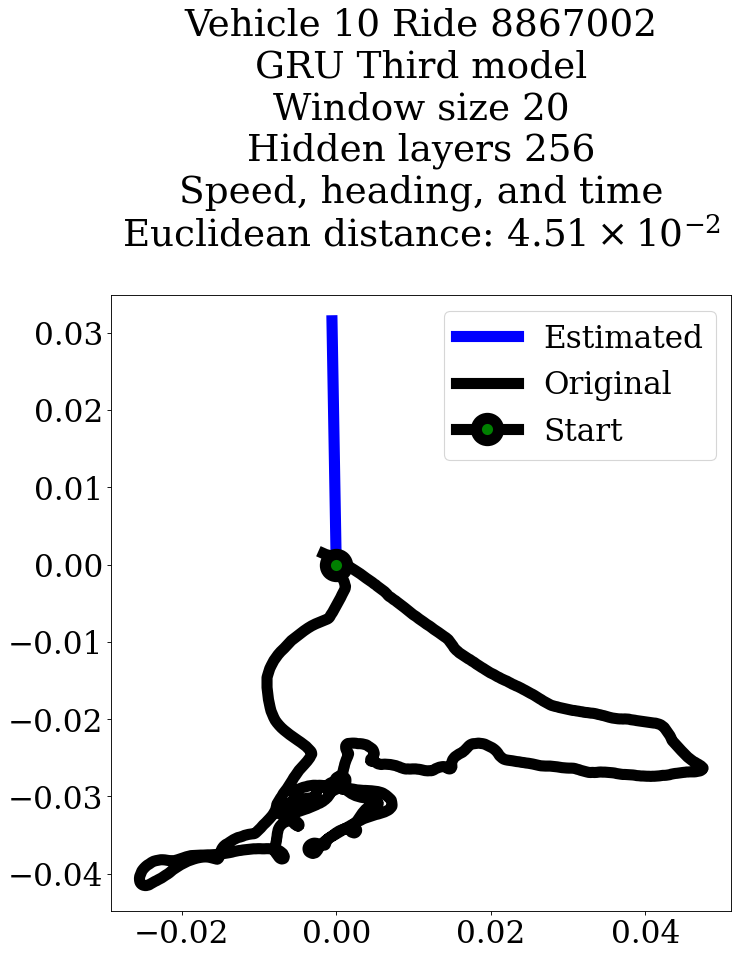 Vehicle 10 Ride 8867002
GRU Third model
Window size 20
Hidden layers 256
Speed, heading, and time
Euclidean distance: 4.51 × 10⁻²
Estimated
Original
Start
0.03
0.02
0.01
0.00
−0.01
−0.02
−0.03
−0.04
−0.02
0.00
0.02
0.04